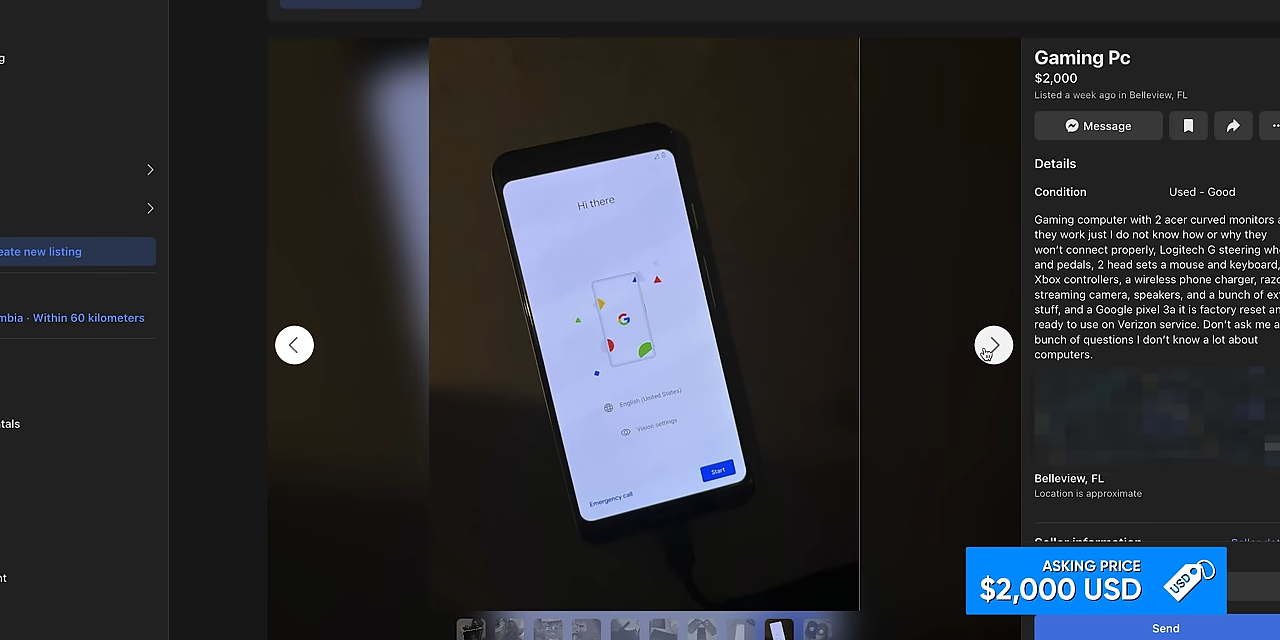 g
eate new listing
mbia · Within 60 kilometers
tals
nt
Hi there
G
English (United States)
Vision settings
Start
Emergency call
Gaming Pc
$2,000
Listed a week ago in Belleview, FL
Message
Details
Condition
Used - Good
Gaming computer with 2 acer curved monitors a
they work just I do not know how or why they
won't connect properly, Logitech G steering whe
and pedals, 2 head sets a mouse and keyboard,
Xbox controllers, a wireless phone charger, razo
streaming camera, speakers, and a bunch of ext
stuff, and a Google pixel 3a it is factory reset an
ready to use on Verizon service. Don't ask me a
bunch of questions I don't know a lot about
computers.
Belleview, FL
Location is approximate
ASKING PRICE
$2,000 USD
USD
Send